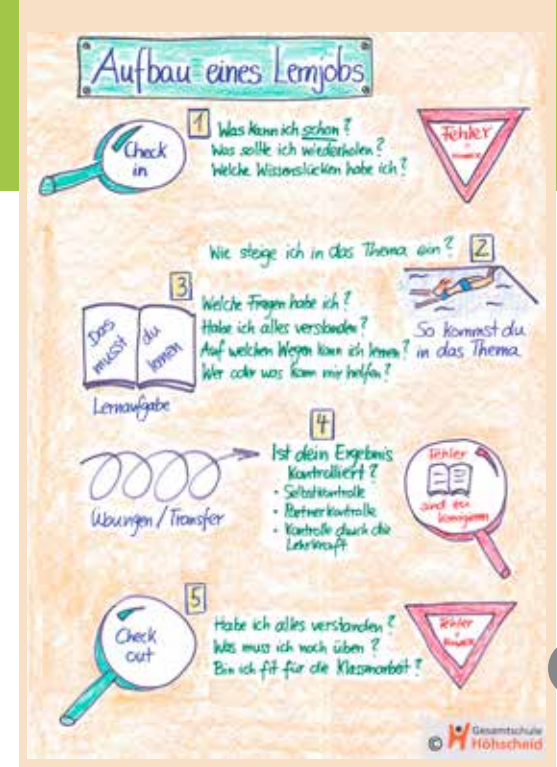 Aufbau eines Lernjobs
Check
in
1
Was kann ich schon?
Was sollte ich wiederholen?
Welche Wissenslücken habe ich?
Fehler
=
Wie steige ich in das Thema ein?
2
So kommst du
in das Thema
3
Das
musst
du
lernen
Lernaufgabe
Welche Fragen habe ich?
Habe ich alles verstanden?
Auf welchen Wegen kann ich lernen?
Wer oder was kann mir helfen?
4
Übungen / Transfer
Ist dein Ergebnis
kontrolliert?
• Selbstkontrolle
• Partnerkontrolle
• Kontrolle durch die
Lehrkraft
Fehler
sind zu
korrigieren
5
Check
out
Habe ich alles verstanden?
Was muss ich noch üben?
Bin ich fit für die Klassenarbeit?
Fehler
=
© Gesamtschule
Höhscheid